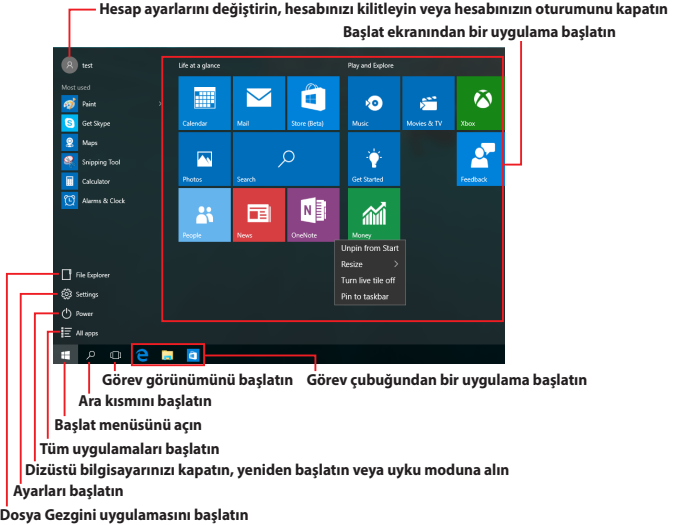 Hesap ayarlarını değiştirin, hesabınızı kilitleyin veya hesabınızın oturumunu kapatın
Başlat ekranından bir uygulama başlatın
test
Life at a glance
Play and Explore
Most used
Paint
Get Skype
Maps
Snipping Tool
Calculator
Alarms & Clock
Calendar
Mail
Store (Beta)
Music
Movies & TV
Xbox
Photos
Search
Get Started
Feedback
People
News
OneNote
Money
Unpin from Start
Resize
Turn live tile off
Pin to taskbar
File Explorer
Settings
Power
All apps
Görev görünümünü başlatın
Görev çubuğundan bir uygulama başlatın
Ara kısmını başlatın
Başlat menüsünü açın
Tüm uygulamaları başlatın
Dizüstü bilgisayarınızı kapatın, yeniden başlatın veya uyku moduna alın
Ayarları başlatın
Dosya Gezgini uygulamasını başlatın